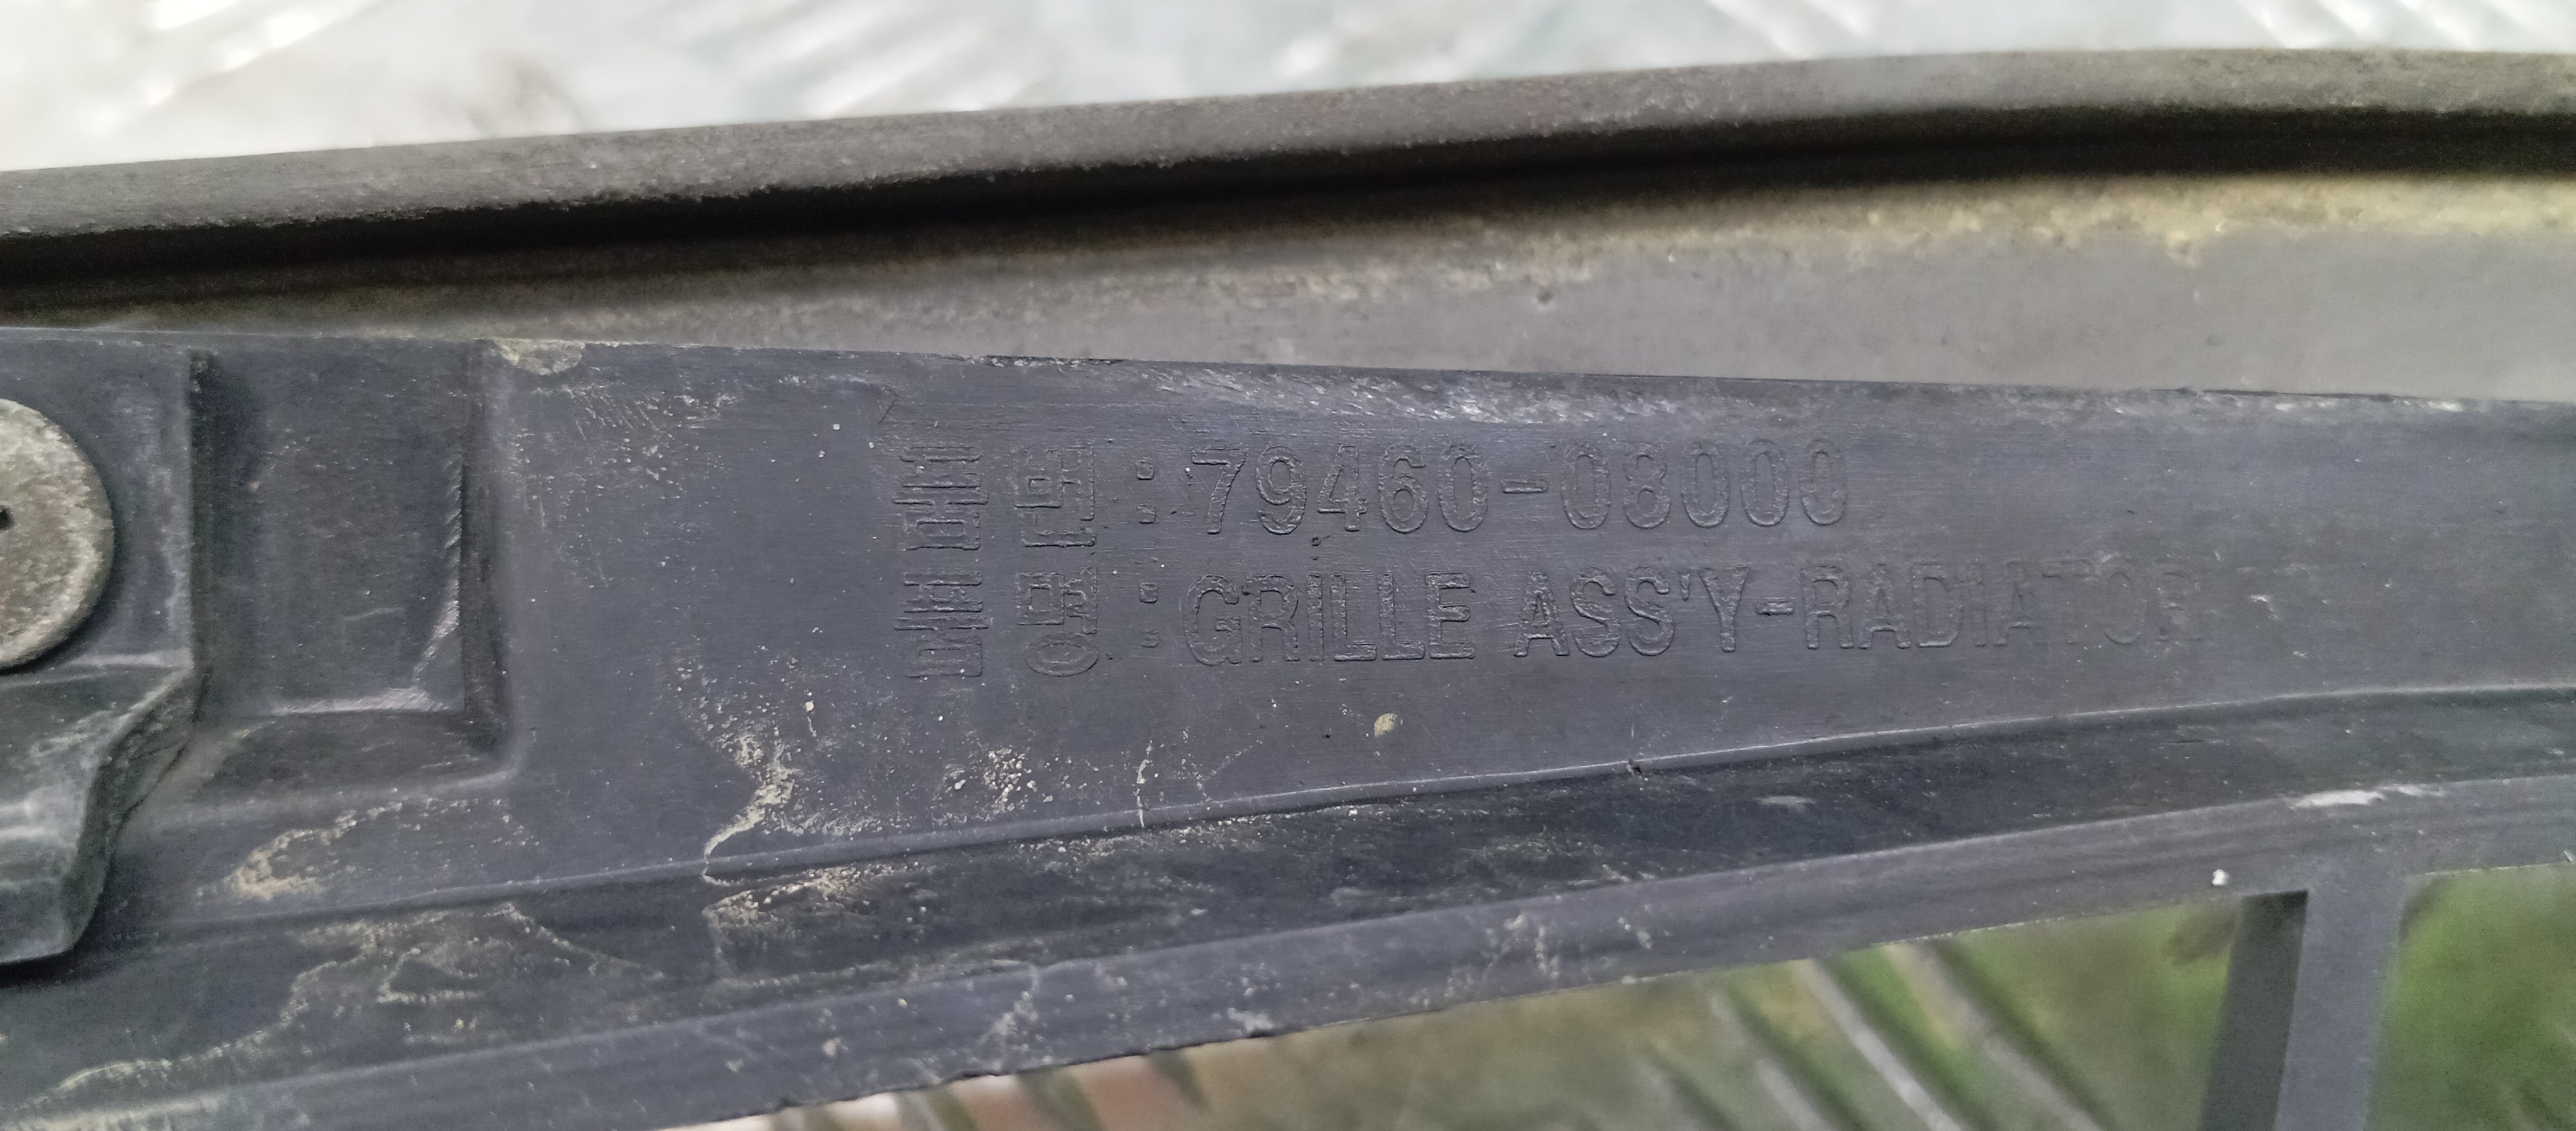 품 번 : 79460-08000
품 명 : GRILLE ASS'Y-RADIATOR